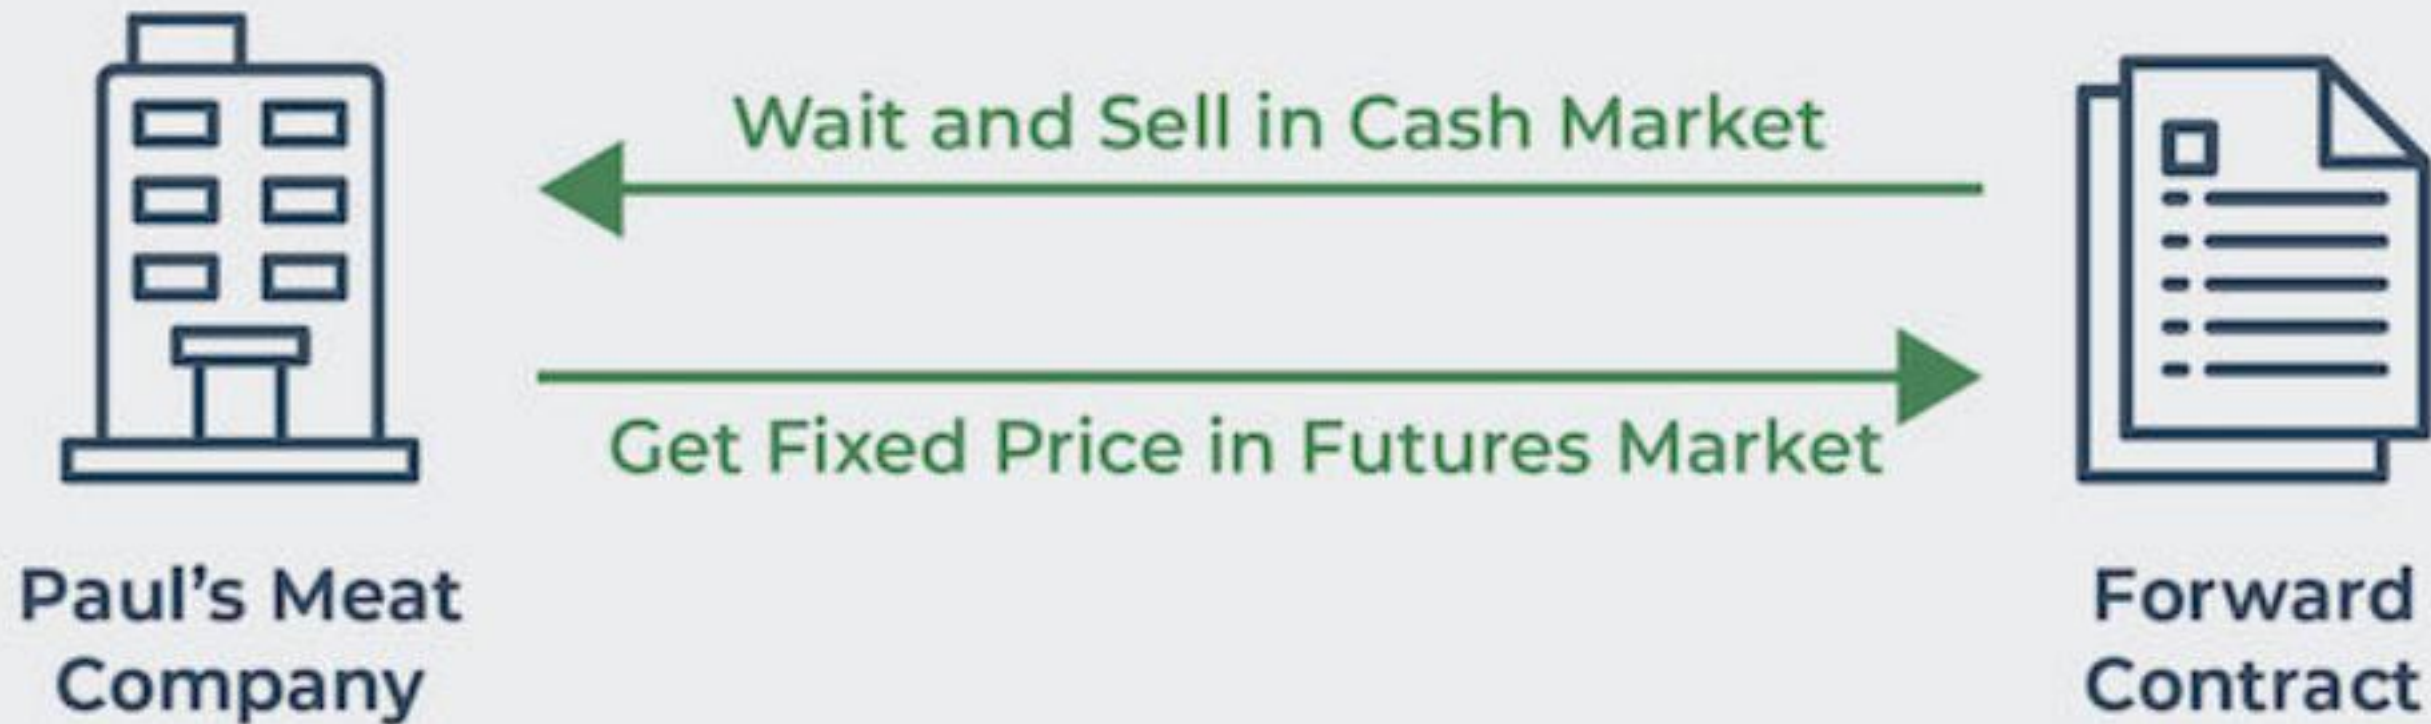 Wait and Sell in Cash Market
Get Fixed Price in Futures Market
Paul's Meat
Company
Forward
Contract